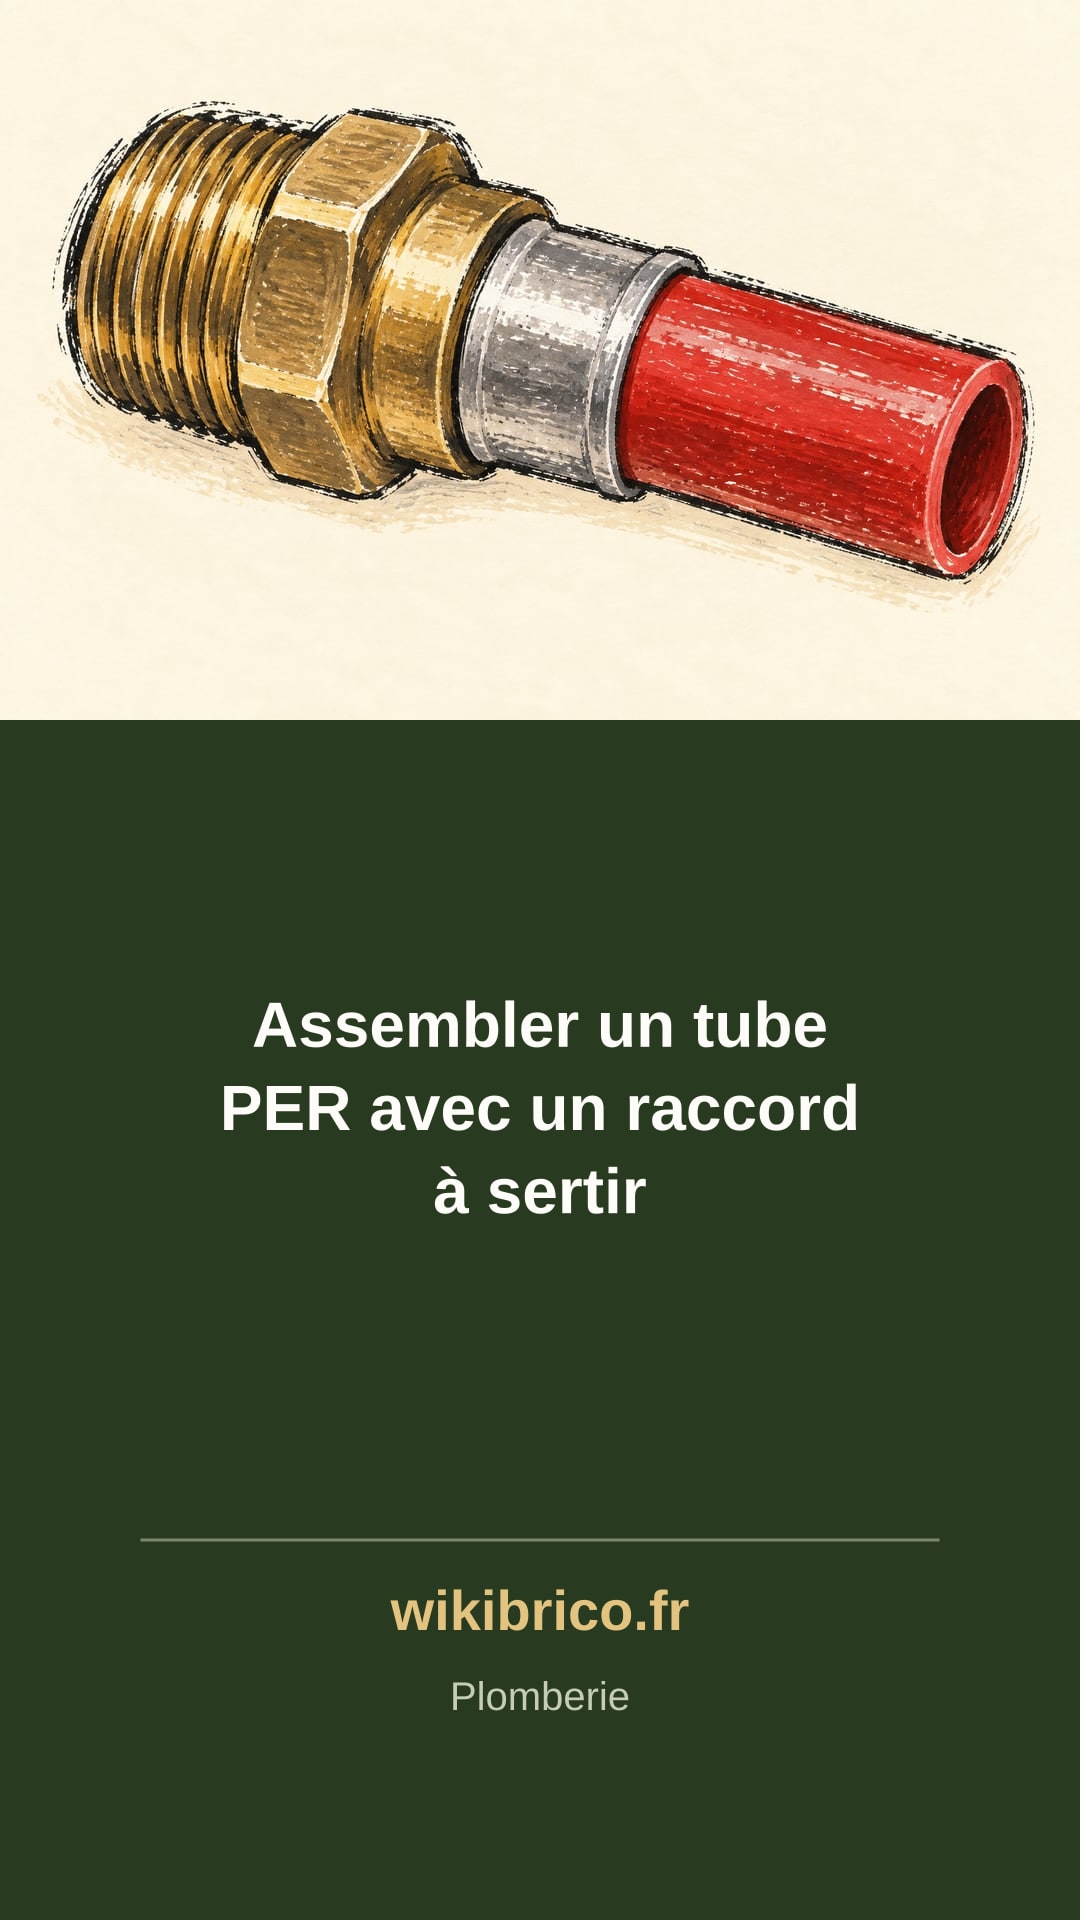 Assembler un tube
PER avec un raccord
à sertir
wikibrico.fr
Plomberie